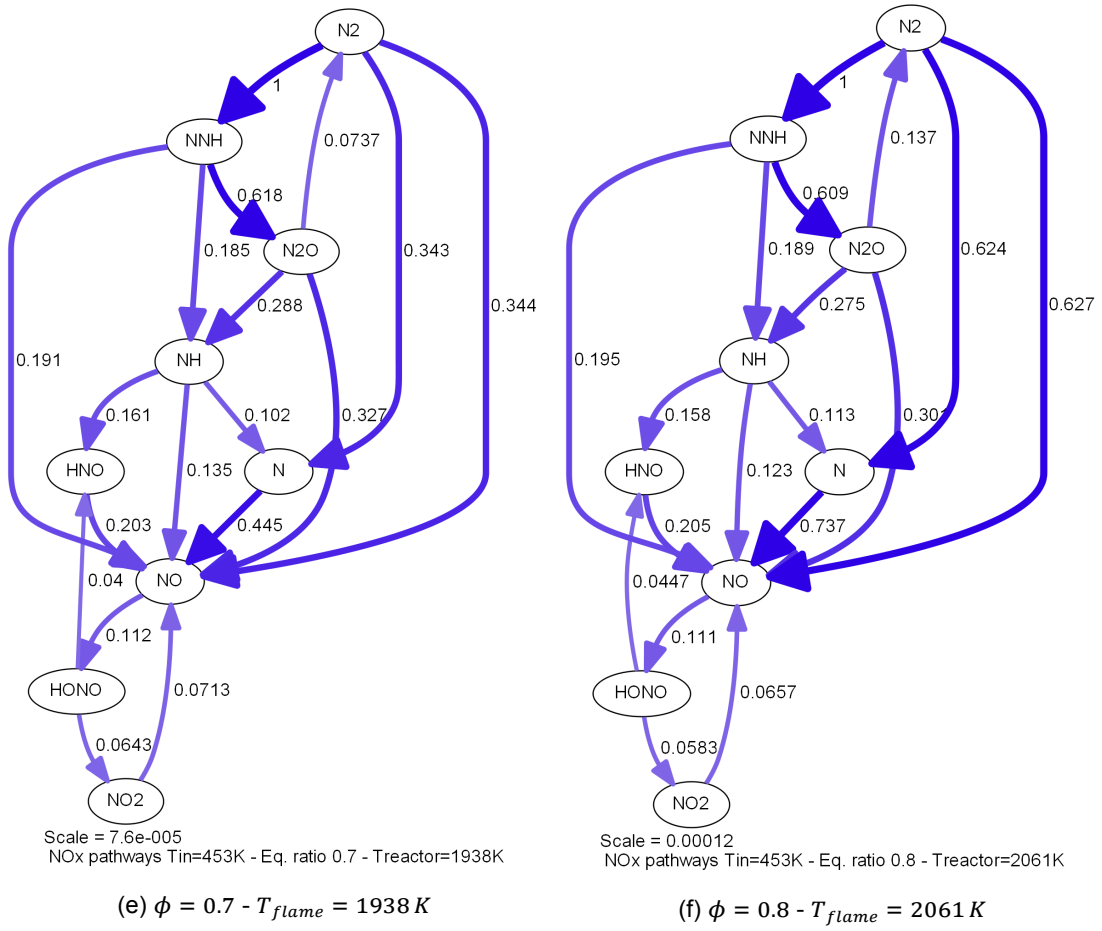 N2
1
NNH
0.0737
0.618
0.185
N2O
0.343
0.288
0.344
0.191
NH
0.161
0.102
0.327
HNO
0.135
N
0.203
0.445
0.04
NO
0.112
HONO
0.0713
0.0643
NO2
Scale = 7.6e-005
NOx pathways Tin=453K - Eq. ratio 0.7 - Treactor=1938K
(e) ϕ = 0.7 - T_flame = 1938 K
N2
1
NNH
0.137
0.609
0.189
N2O
0.624
0.275
0.627
0.195
NH
0.158
0.113
0.301
HNO
0.123
N
0.205
0.737
0.0447
NO
0.111
HONO
0.0657
0.0583
NO2
Scale = 0.00012
NOx pathways Tin=453K - Eq. ratio 0.8 - Treactor=2061K
(f) ϕ = 0.8 - T_flame = 2061 K